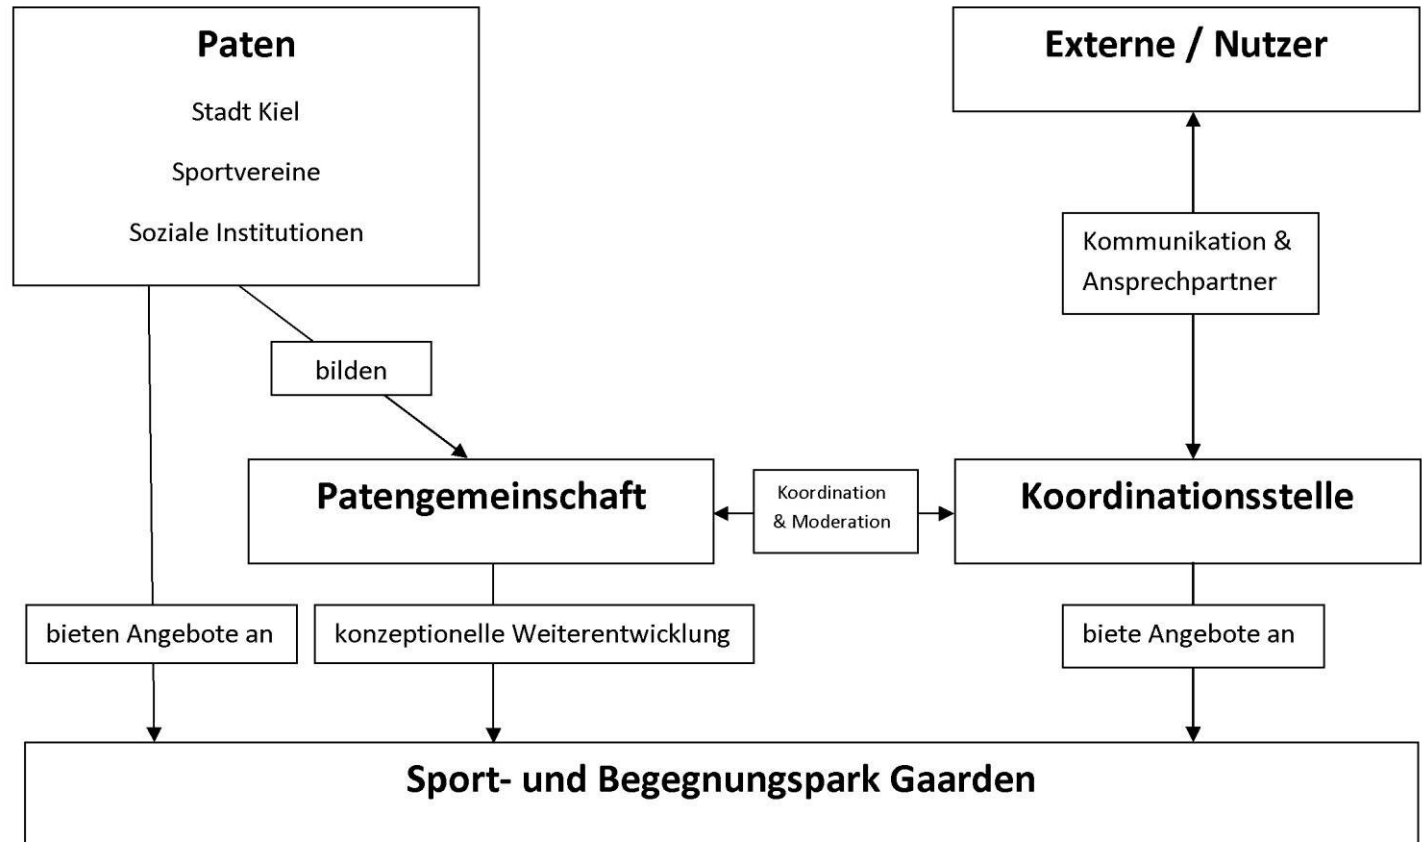 Paten
Stadt Kiel
Sportvereine
Soziale Institutionen
Externe / Nutzer
Kommunikation &
Ansprechpartner
bilden
Patengemeinschaft
Koordination
& Moderation
Koordinationsstelle
bieten Angebote an
konzeptionelle Weiterentwicklung
biete Angebote an
Sport- und Begegnungspark Gaarden